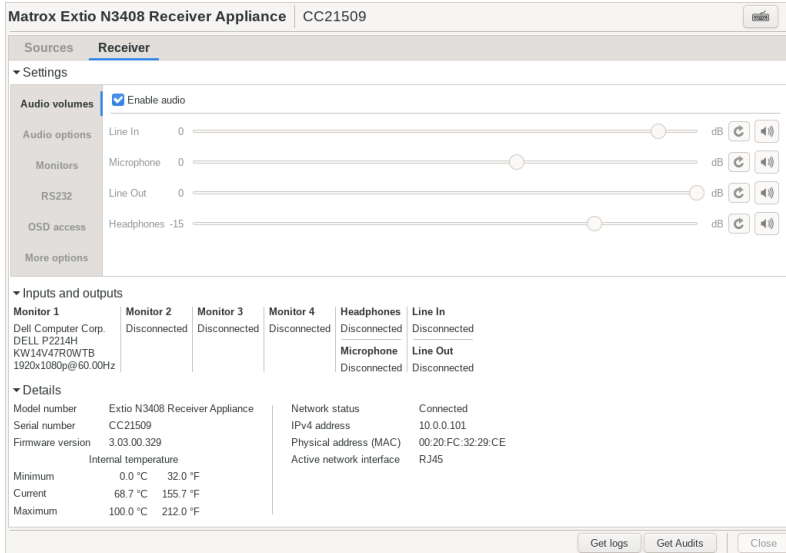 Matrox Extio N3408 Receiver Appliance CC21509
Sources Receiver
Settings
Audio volumes
Enable audio
Audio options
Line In 0 dB
Monitors
Microphone 0 dB
RS232
Line Out 0 dB
OSD access
Headphones -15 dB
More options
Inputs and outputs
Monitor 1 Monitor 2 Monitor 3 Monitor 4 Headphones Line In
Dell Computer Corp. Disconnected Disconnected Disconnected Disconnected Disconnected
DELL P2214H
KW14V47R0WTB Microphone Line Out
1920x1080p@60.00Hz Disconnected Disconnected
Details
Model number Extio N3408 Receiver Appliance Network status Connected
Serial number CC21509 IPv4 address 10.0.0.101
Firmware version 3.03.00.329 Physical address (MAC) 00:20:FC:32:29:CE
Internal temperature Active network interface RJ45
Minimum 0.0 °C 32.0 °F
Current 68.7 °C 155.7 °F
Maximum 100.0 °C 212.0 °F
Get logs Get Audits Close